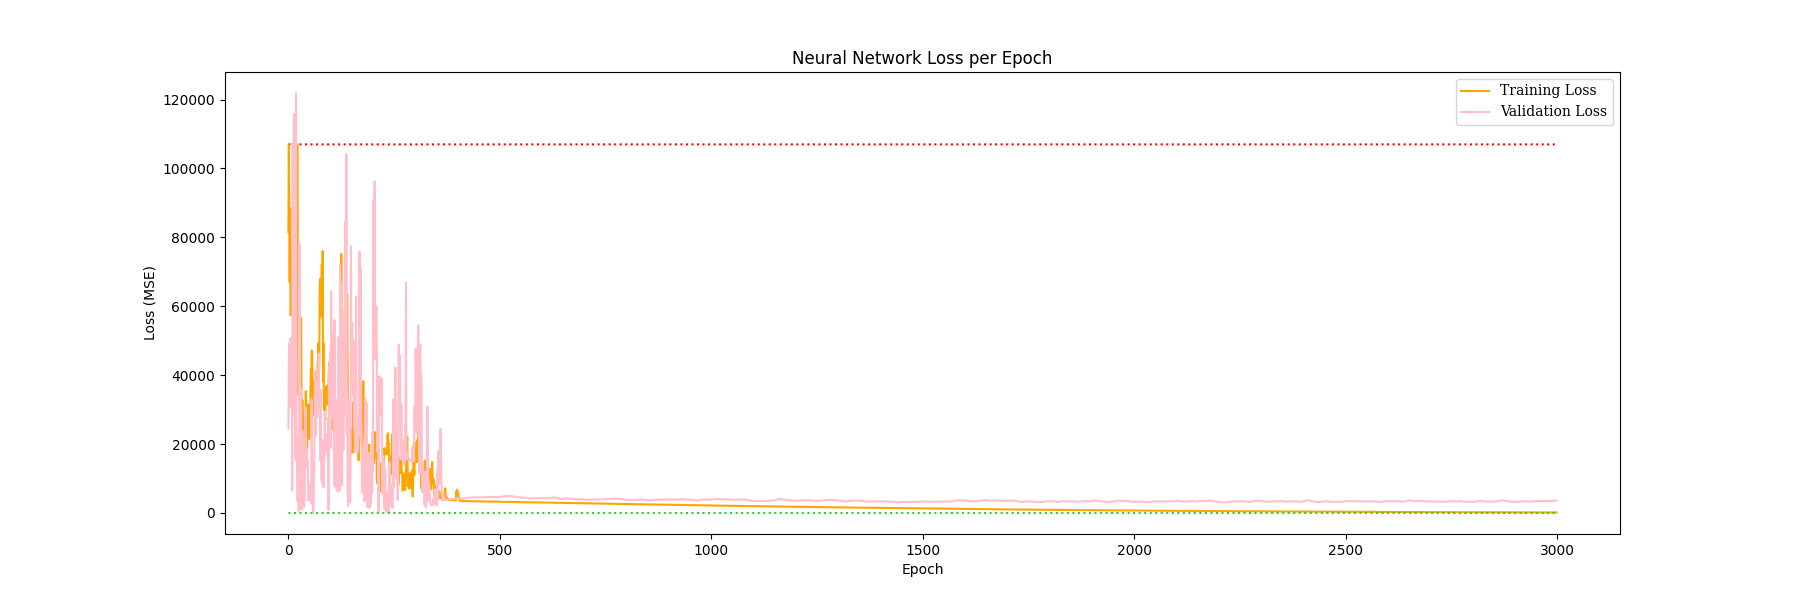 Neural Network Loss per Epoch
Training Loss
Validation Loss
120000
100000
80000
60000
40000
20000
0
Loss (MSE)
0 500 1000 1500 2000 2500 3000
Epoch